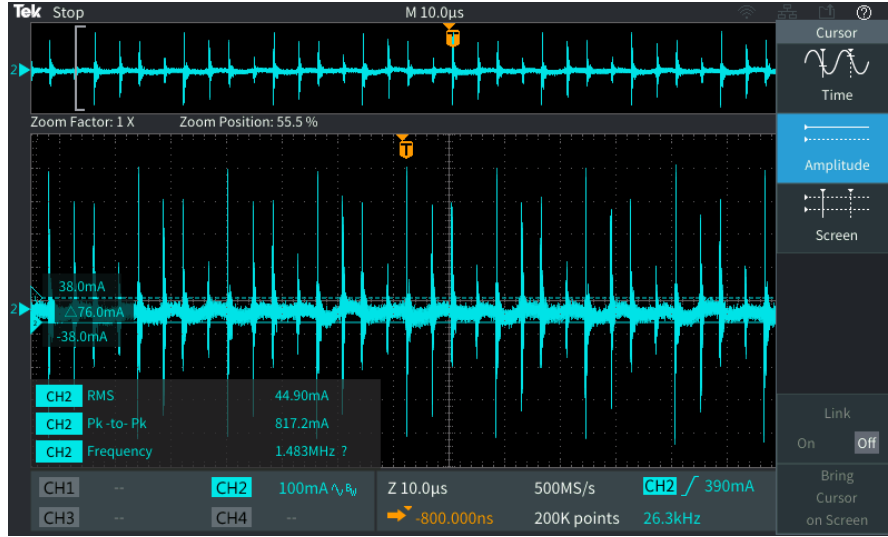 Tek Stop M 10.0µs
Cursor
Time
2
Zoom Factor: 1 X Zoom Position: 55.5 %
T
T
Amplitude
Screen
38.0mA
△76.0mA
2
-38.0mA
CH2 RMS 44.90mA
CH2 Pk -to- Pk 817.2mA
CH2 Frequency 1.483MHz ?
Link
On Off
CH1 -- CH2 100mA BW Z 10.0µs 500MS/s CH2 390mA
CH3 -- CH4 -- -800.000ns 200K points 26.3kHz
Bring
Cursor
on Screen